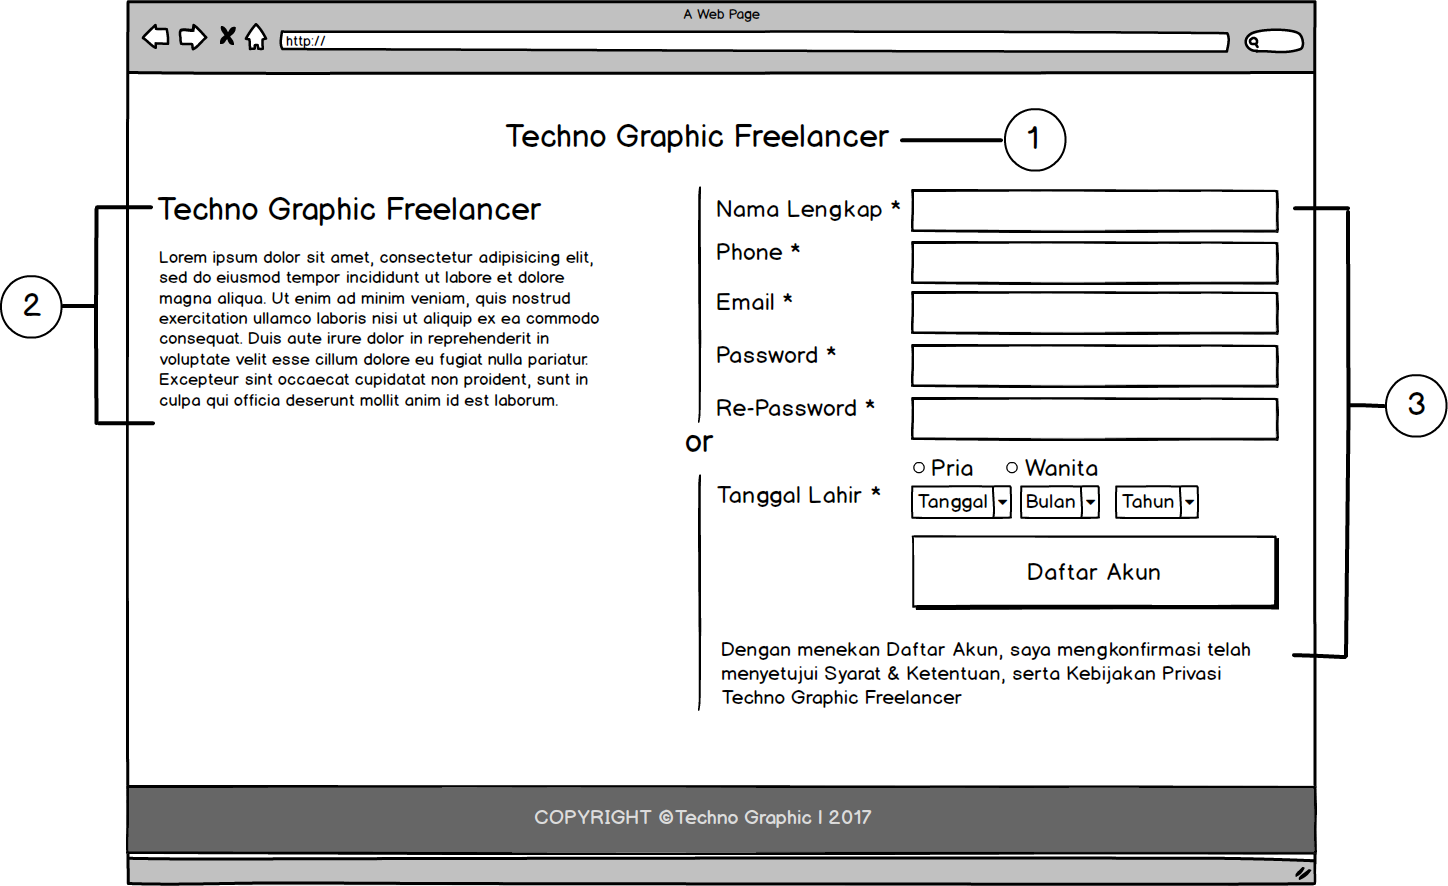 A Web Page
http://
Techno Graphic Freelancer
1
Techno Graphic Freelancer
Lorem ipsum dolor sit amet, consectetur adipisicing elit,
sed do eiusmod tempor incididunt ut labore et dolore
magna aliqua. Ut enim ad minim veniam, quis nostrud
exercitation ullamco laboris nisi ut aliquip ex ea commodo
consequat. Duis aute irure dolor in reprehenderit in
voluptate velit esse cillum dolore eu fugiat nulla pariatur.
Excepteur sint occaecat cupidatat non proident, sunt in
culpa qui officia deserunt mollit anim id est laborum.
2
or
Nama Lengkap *
Phone *
Email *
Password *
Re-Password *
Pria Wanita
Tanggal Lahir * Tanggal Bulan Tahun
Daftar Akun
Dengan menekan Daftar Akun, saya mengkonfirmasi telah
menyetujui Syarat & Ketentuan, serta Kebijakan Privasi
Techno Graphic Freelancer
3
COPYRIGHT ©Techno Graphic | 2017